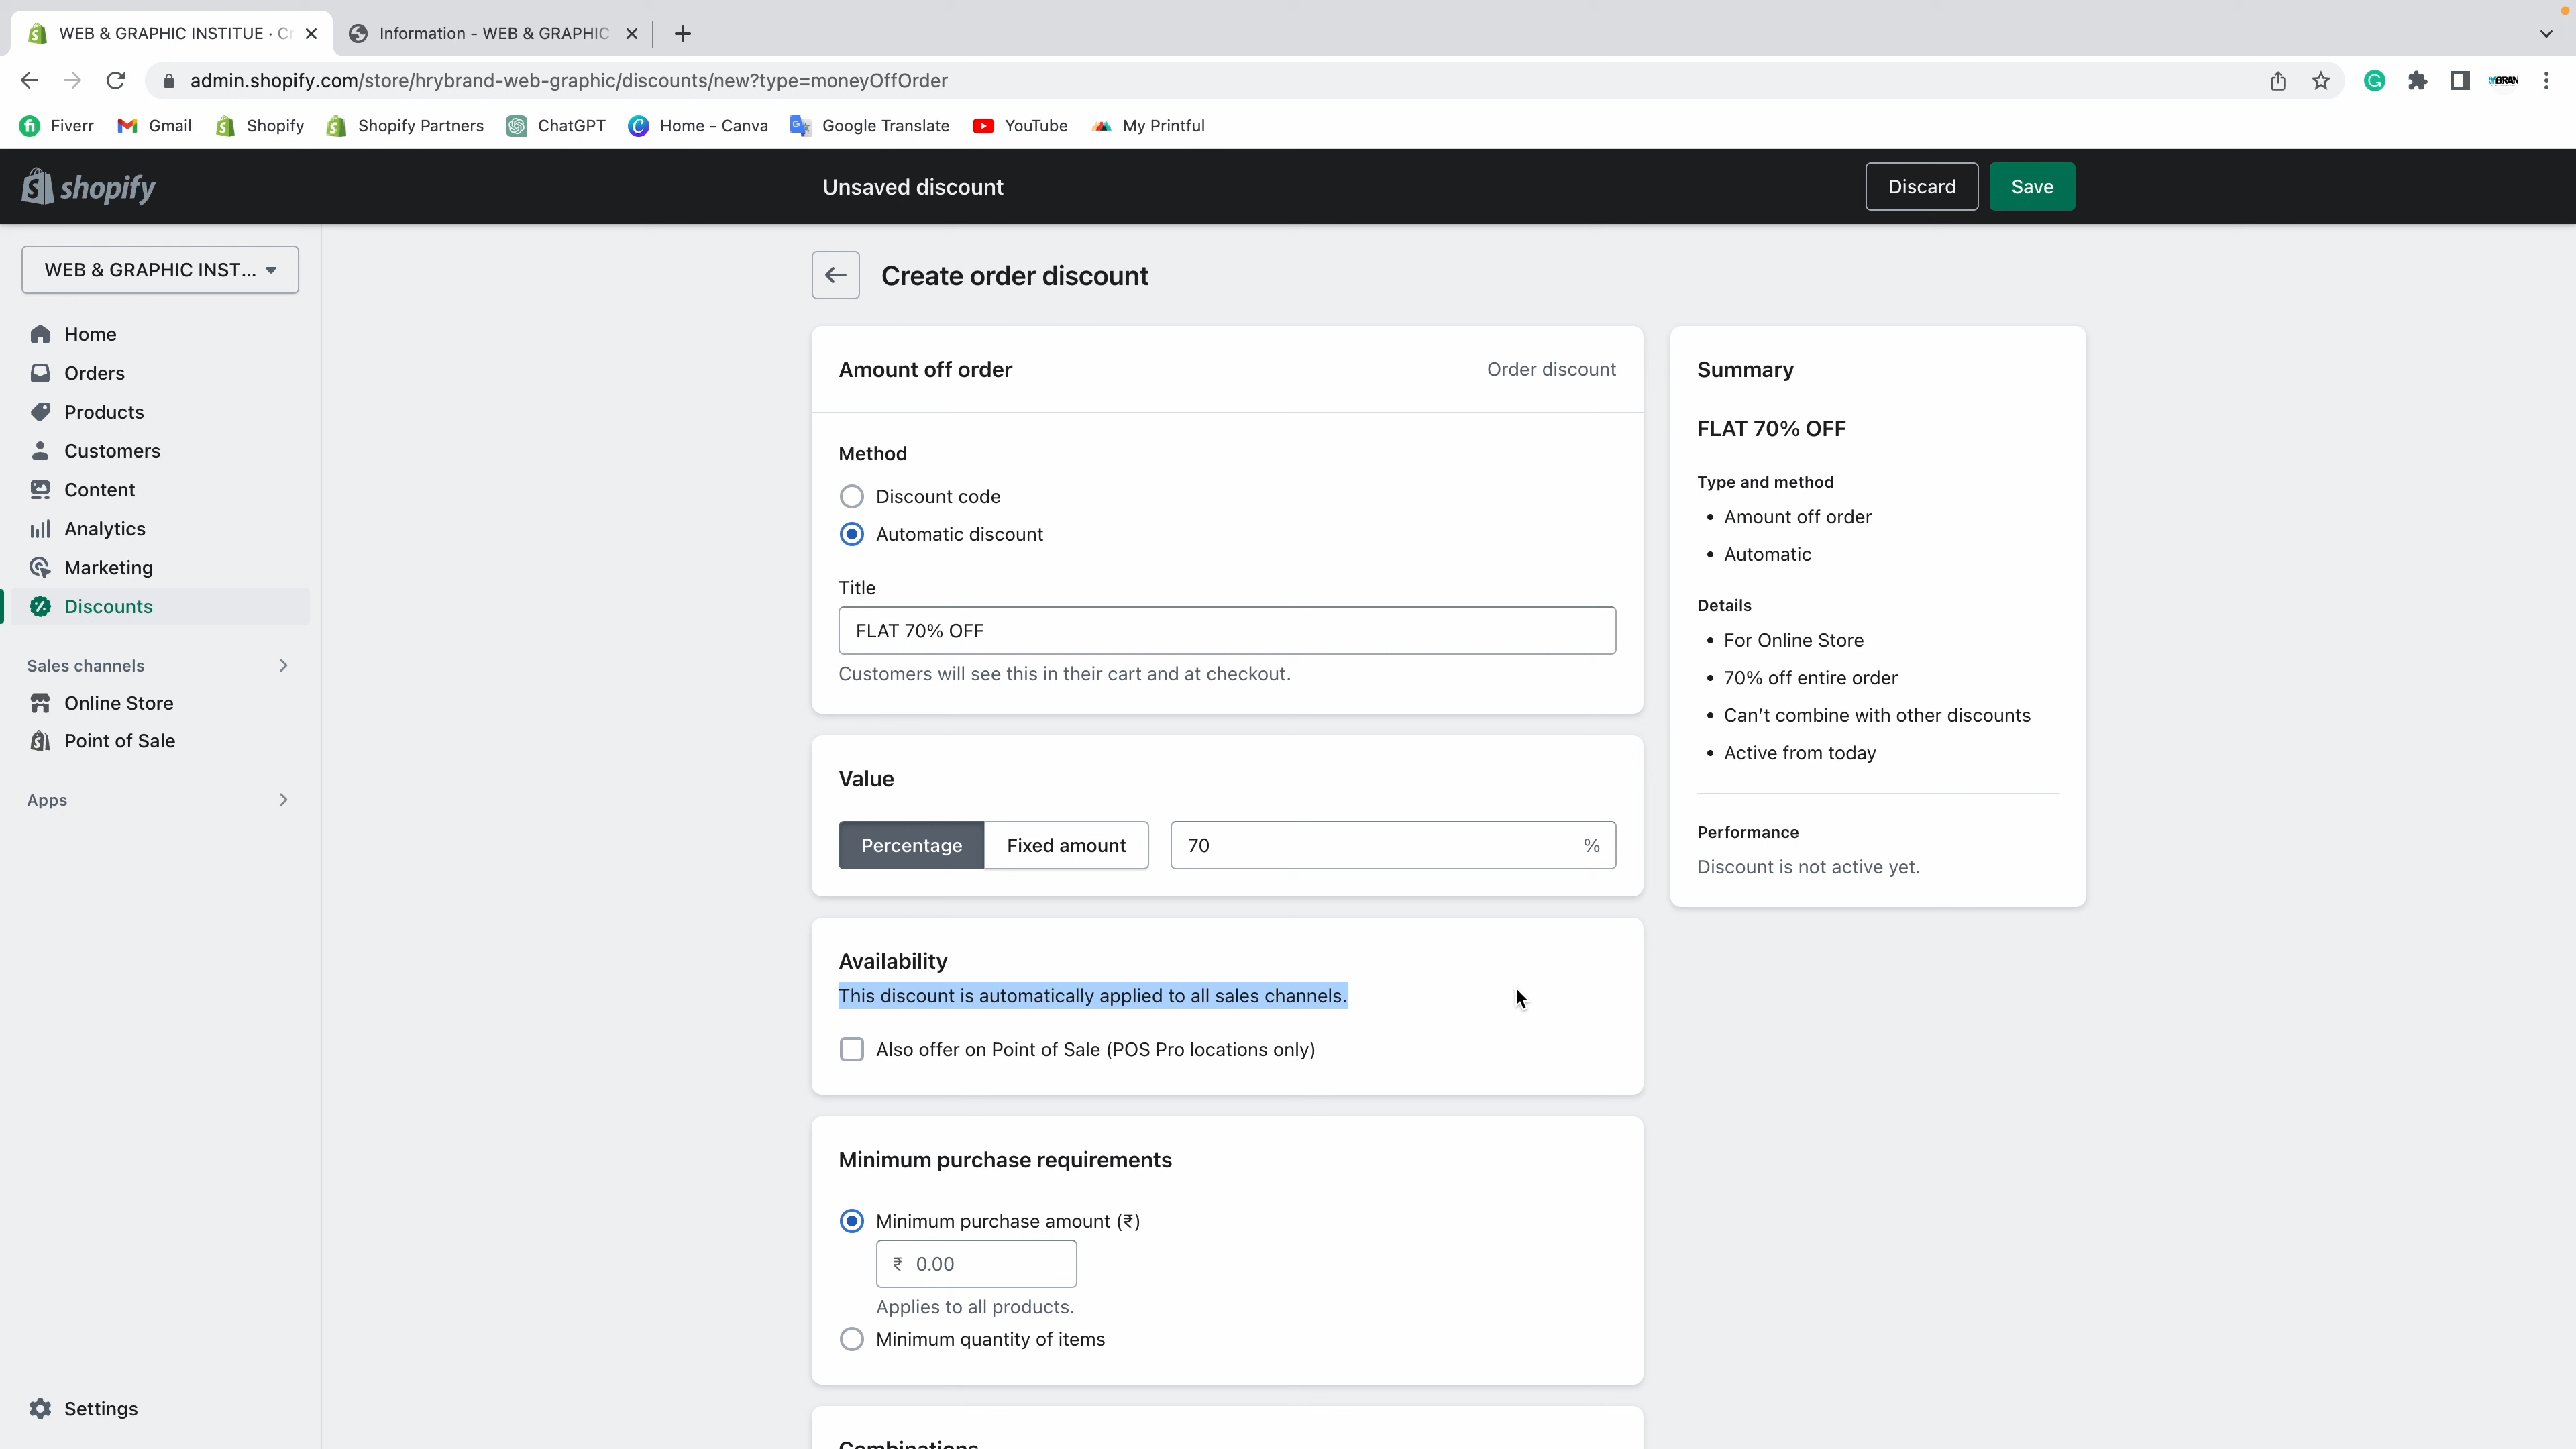 WEB & GRAPHIC INSTITUE · Cr
Information - WEB & GRAPHIC
admin.shopify.com/store/hrybrand-web-graphic/discounts/new?type=moneyOffOrder
Fiverr
Gmail
Shopify
Shopify Partners
ChatGPT
Home - Canva
Google Translate
YouTube
My Printful
shopify
Unsaved discount
Discard
Save
WEB & GRAPHIC INST...
Home
Orders
Products
Customers
Content
Analytics
Marketing
Discounts
Sales channels
Online Store
Point of Sale
Apps
Settings
Create order discount
Amount off order
Order discount
Method
Discount code
Automatic discount
Title
FLAT 70% OFF
Customers will see this in their cart and at checkout.
Value
Percentage
Fixed amount
70 %
Availability
This discount is automatically applied to all sales channels.
Also offer on Point of Sale (POS Pro locations only)
Minimum purchase requirements
Minimum purchase amount (₹)
₹ 0.00
Applies to all products.
Minimum quantity of items
Combinations
Summary
FLAT 70% OFF
Type and method
• Amount off order
• Automatic
Details
• For Online Store
• 70% off entire order
• Can't combine with other discounts
• Active from today
Performance
Discount is not active yet.